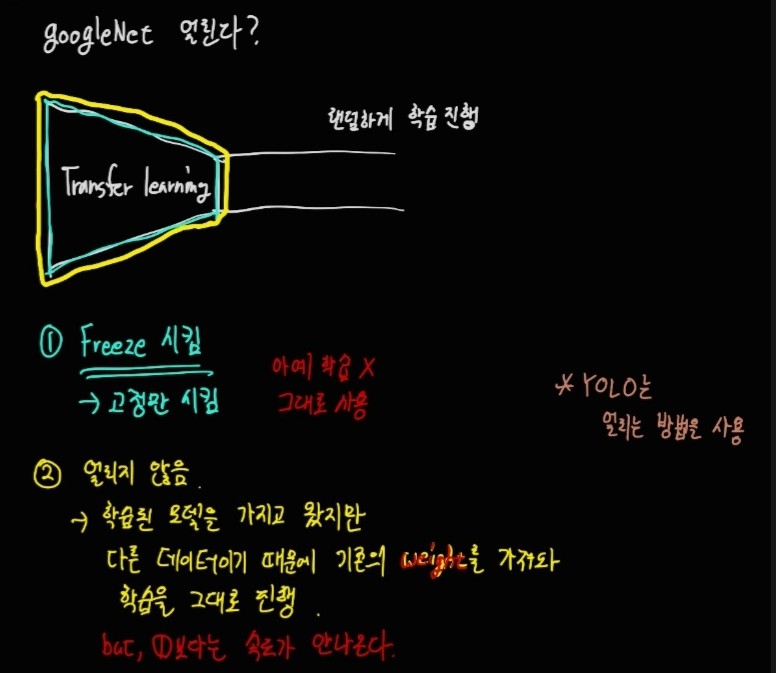 googleNet 얼린다?
랜덤하게 학습 진행
Transfer learning
① Freeze 시킴
→ 고정만 시킴
아예 학습 X
그대로 사용
* YOLO는
얼리는 방법을 사용
② 얼리지 않음.
→ 학습된 모델을 가지고 왔지만
다른 데이터이기 때문에 기존의 weight를 가져와
학습을 그대로 진행.
but, ①보다는 속도가 안나온다.